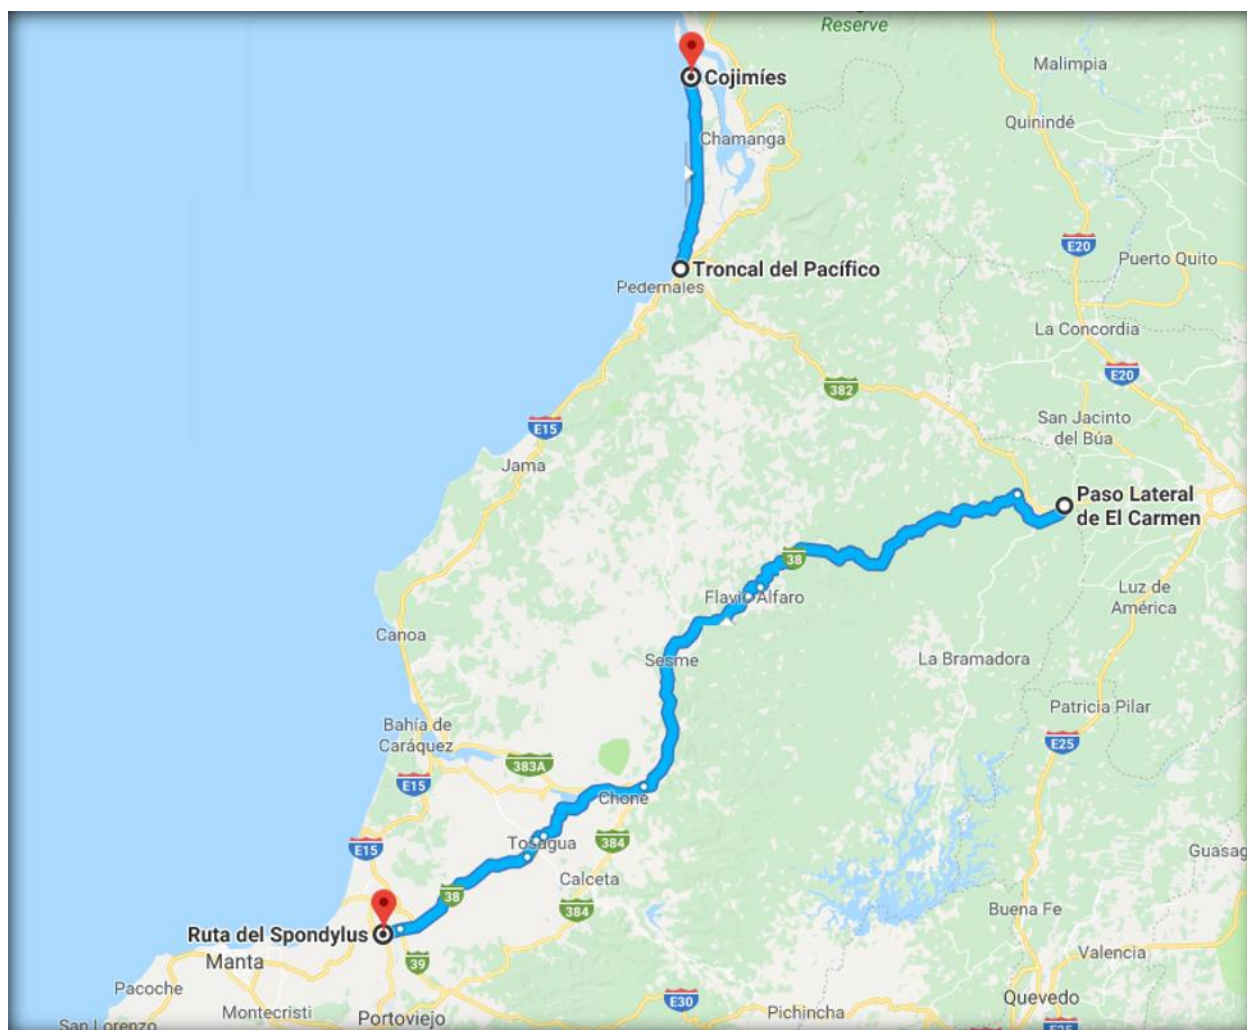 Reserve
Malimpia
Cojimíes
Quinindé
Chamanga
E20
Puerto Quito
Troncal del Pacífico
Pedernales
La Concordia
E20
382
San Jacinto
del Búa
E15
Jama
Paso Lateral
de El Carmen
38
Luz de
América
Flavio Alfaro
Canoa
Sesme
La Bramadora
Patricia Pilar
Bahía de
Caráquez
E25
383A
E15
Chone
E15
Tosagua
384
Guasag
Calceta
38
384
Buena Fe
Ruta del Spondylus
Manta
39
Valencia
Pacoche
E30
Quevedo
Montecristi
Portoviejo
Pichincha
San Lorenzo
E25